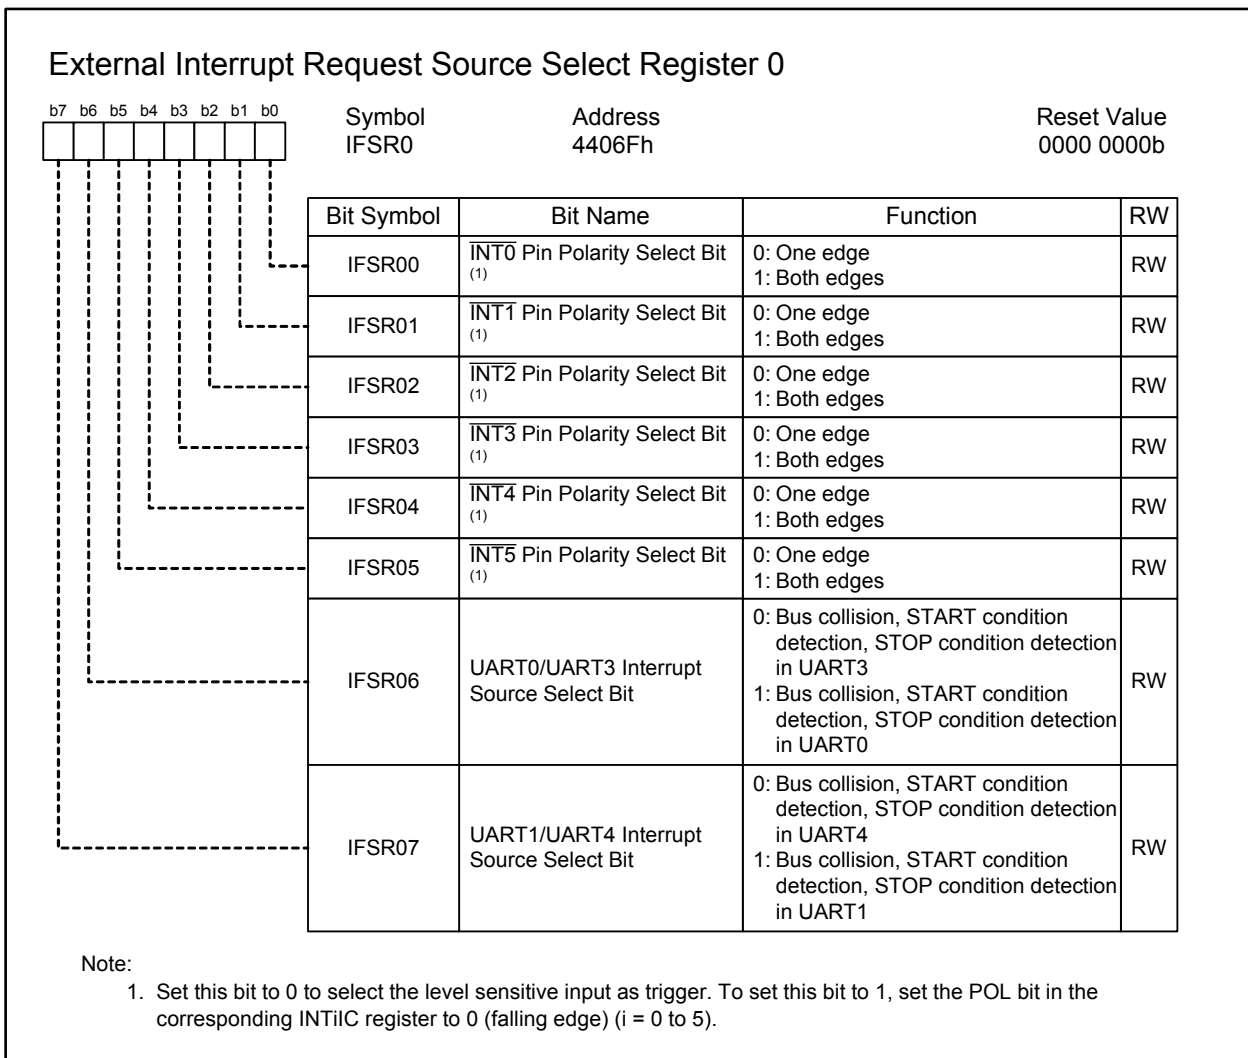 External Interrupt Request Source Select Register 0
b7 b6 b5 b4 b3 b2 b1 b0
Symbol Address Reset Value
IFSR0 4406Fh 0000 0000b
Bit Symbol Bit Name Function RW
IFSR00
INT0 Pin Polarity Select Bit
(1)
0: One edge
1: Both edges
RW
IFSR01
INT1 Pin Polarity Select Bit
(1)
0: One edge
1: Both edges
RW
IFSR02
INT2 Pin Polarity Select Bit
(1)
0: One edge
1: Both edges
RW
IFSR03
INT3 Pin Polarity Select Bit
(1)
0: One edge
1: Both edges
RW
IFSR04
INT4 Pin Polarity Select Bit
(1)
0: One edge
1: Both edges
RW
IFSR05
INT5 Pin Polarity Select Bit
(1)
0: One edge
1: Both edges
RW
IFSR06
UART0/UART3 Interrupt
Source Select Bit
0: Bus collision, START condition
detection, STOP condition detection
in UART3
1: Bus collision, START condition
detection, STOP condition detection
in UART0
RW
IFSR07
UART1/UART4 Interrupt
Source Select Bit
0: Bus collision, START condition
detection, STOP condition detection
in UART4
1: Bus collision, START condition
detection, STOP condition detection
in UART1
RW
Note:
1. Set this bit to 0 to select the level sensitive input as trigger. To set this bit to 1, set the POL bit in the
corresponding INTiIC register to 0 (falling edge) (i = 0 to 5).